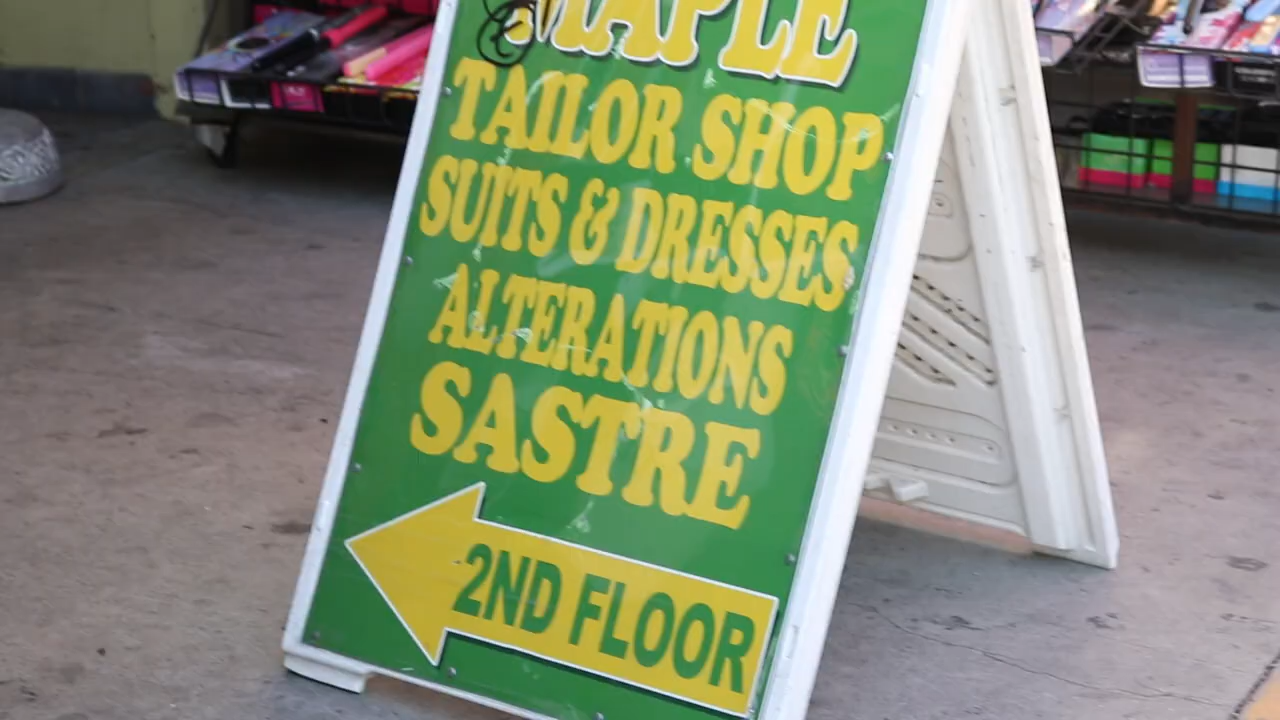 MAPLE
TAILOR SHOP
SUITS & DRESSES
ALTERATIONS
SASTRE
2ND FLOOR